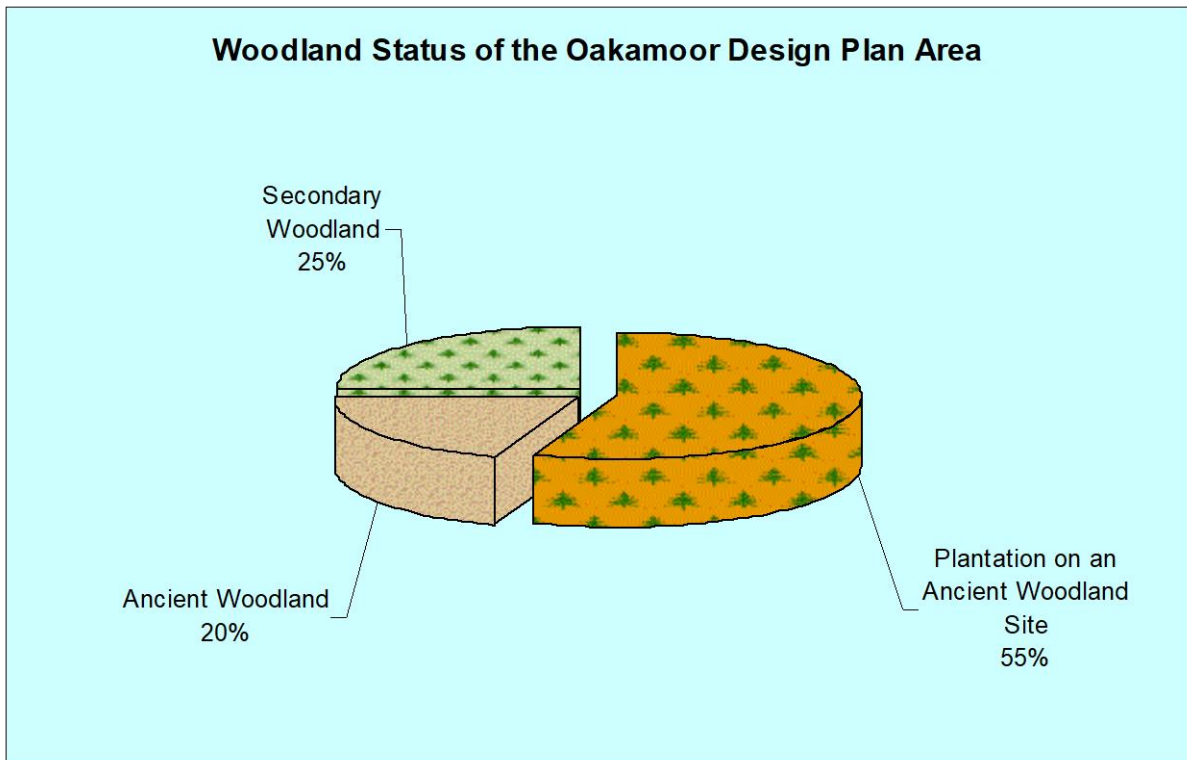 Woodland Status of the Oakamoor Design Plan Area
Secondary
Woodland
25%
Ancient Woodland
20%
Plantation on an
Ancient Woodland
Site
55%